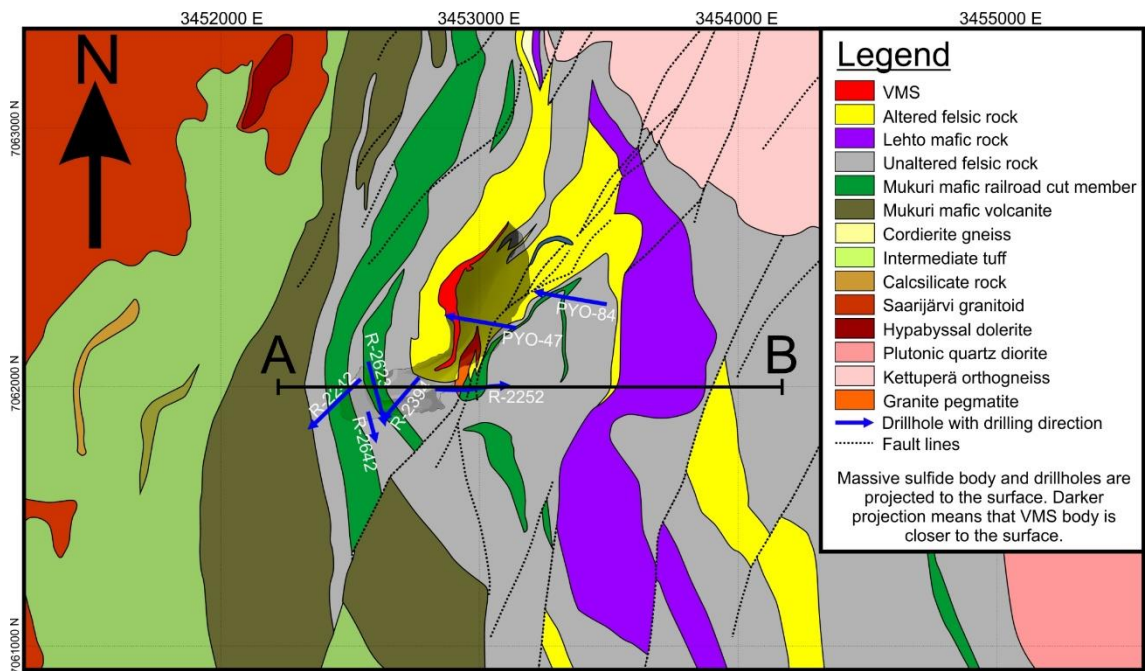 3452000 E
3453000 E
3454000 E
3455000 E
N
7063000 N
7062000 N
7061000 N
A
B
R-2242
R-2623
R-2642
R-2252
PYO-47
PYO-84
Legend
VMS
Altered felsic rock
Lehto mafic rock
Unaltered felsic rock
Mukuri mafic railroad cut member
Mukuri mafic volcanite
Cordierite gneiss
Intermediate tuff
Calcsilicate rock
Saarijärvi granitoid
Hypabyssal dolerite
Plutonic quartz diorite
Kettuperä orthogneiss
Granite pegmatite
Drillhole with drilling direction
Fault lines
Massive sulfide body and drillholes are
projected to the surface. Darker
projection means that VMS body is
closer to the surface.